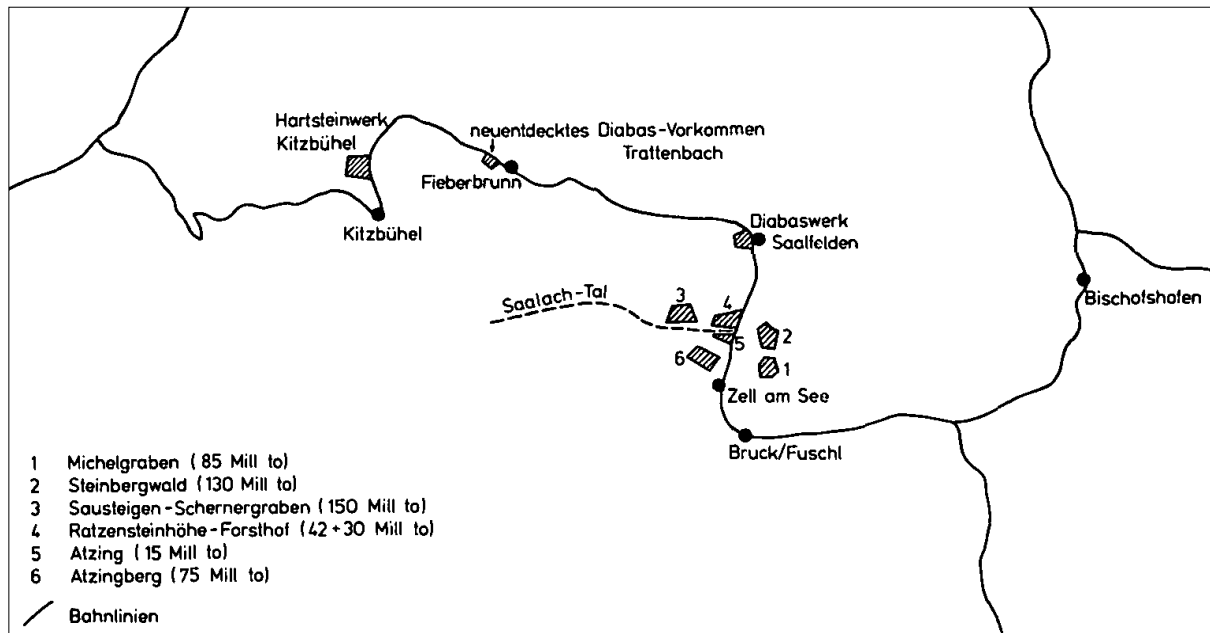 Hartsteinwerk
Kitzbühel
neuentdecktes Diabas-Vorkommen
Trattenbach
Fieberbrunn
Kitzbühel
Diabaswerk
Saalfelden
Saalach-Tal
3
4
2
5
6
1
Bischofshofen
Zell am See
Bruck/Fuschl
1 Michelgraben (85 Mill to)
2 Steinbergwald (130 Mill to)
3 Sausteigen-Schernergraben (150 Mill to)
4 Ratzensteinhöhe-Forsthof (42+30 Mill to)
5 Atzing (15 Mill to)
6 Atzingberg (75 Mill to)
Bahnlinien